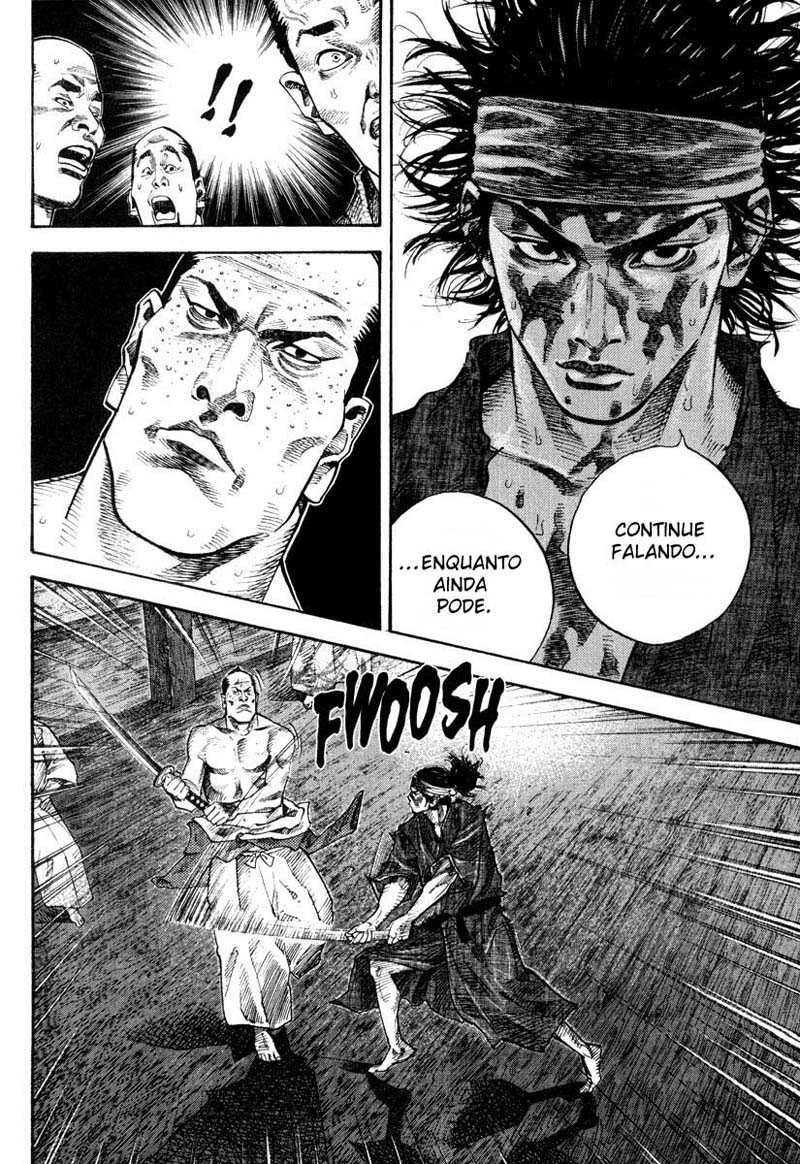 CONTINUE
FALANDO...
...ENQUANTO
AINDA
PODE.
!!
FWOOSH